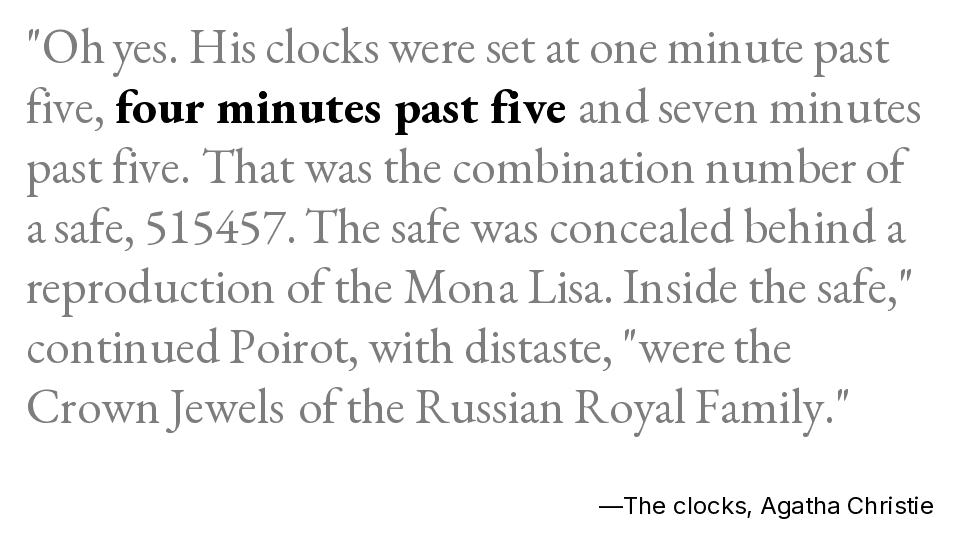 "Oh yes. His clocks were set at one minute past
five, four minutes past five and seven minutes
past five. That was the combination number of
a safe, 515457. The safe was concealed behind a
reproduction of the Mona Lisa. Inside the safe,"
continued Poirot, with distaste, "were the
Crown Jewels of the Russian Royal Family."
—The clocks, Agatha Christie